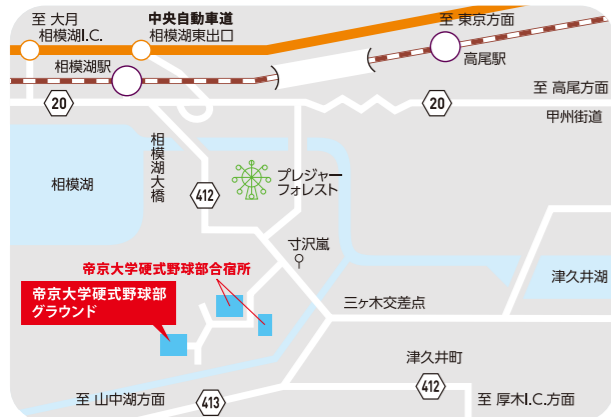 至 大月
相模湖I.C.
中央自動車道
相模湖東出口
至 東京方面
相模湖駅
高尾駅
至 高尾方面
20
20
甲州街道
相模湖
相模湖大橋
412
プレジャー
フォレスト
寸沢嵐
帝京大学硬式野球部合宿所
帝京大学硬式野球部
グラウンド
津久井湖
三ヶ木交差点
津久井町
至 山中湖方面
413
412
至 厚木I.C.方面